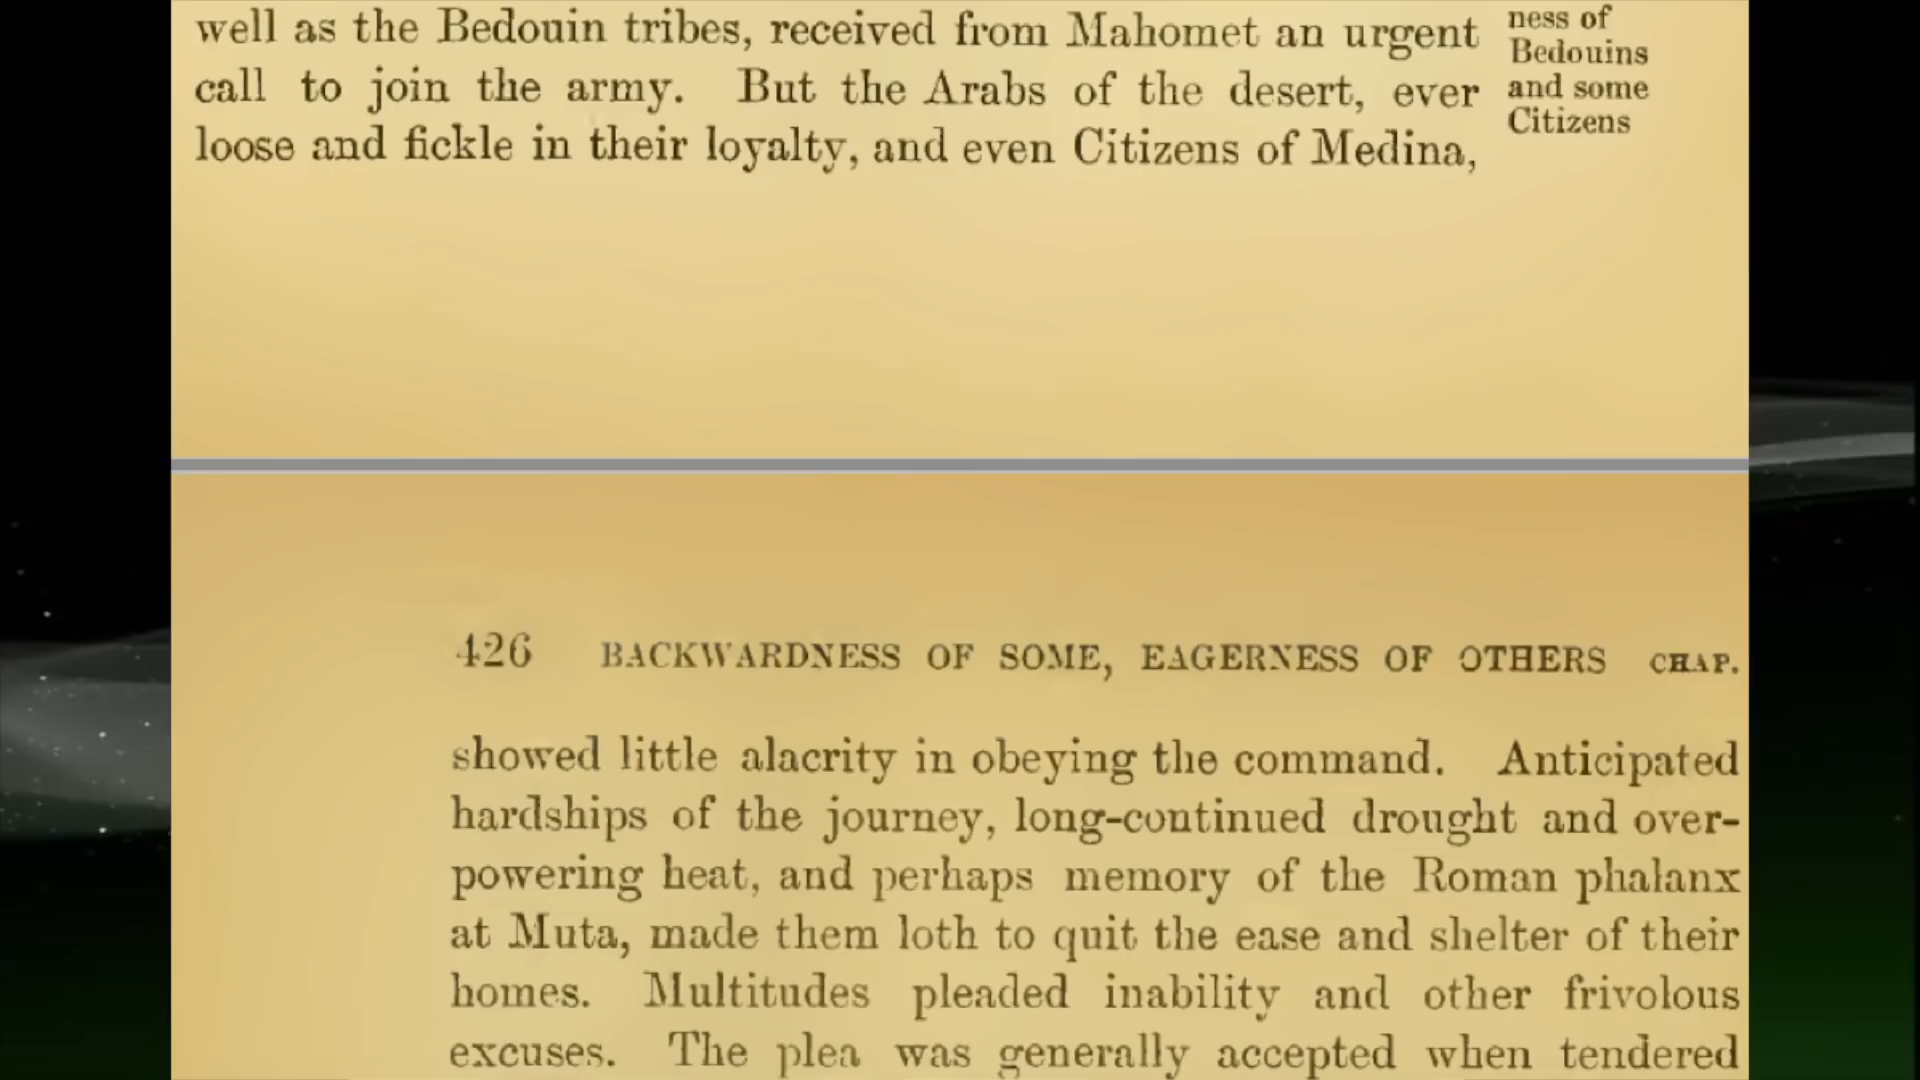 well as the Bedouin tribes, received from Mahomet an urgent
call to join the army. But the Arabs of the desert, ever
loose and fickle in their loyalty, and even Citizens of Medina,
ness of
Bedouins
and some
Citizens
426 BACKWARDNESS OF SOME, EAGERNESS OF OTHERS CHAP.
showed little alacrity in obeying the command. Anticipated
hardships of the journey, long-continued drought and over-
powering heat, and perhaps memory of the Roman phalanx
at Muta, made them loth to quit the ease and shelter of their
homes. Multitudes pleaded inability and other frivolous
excuses. The plea was generally accepted when tendered